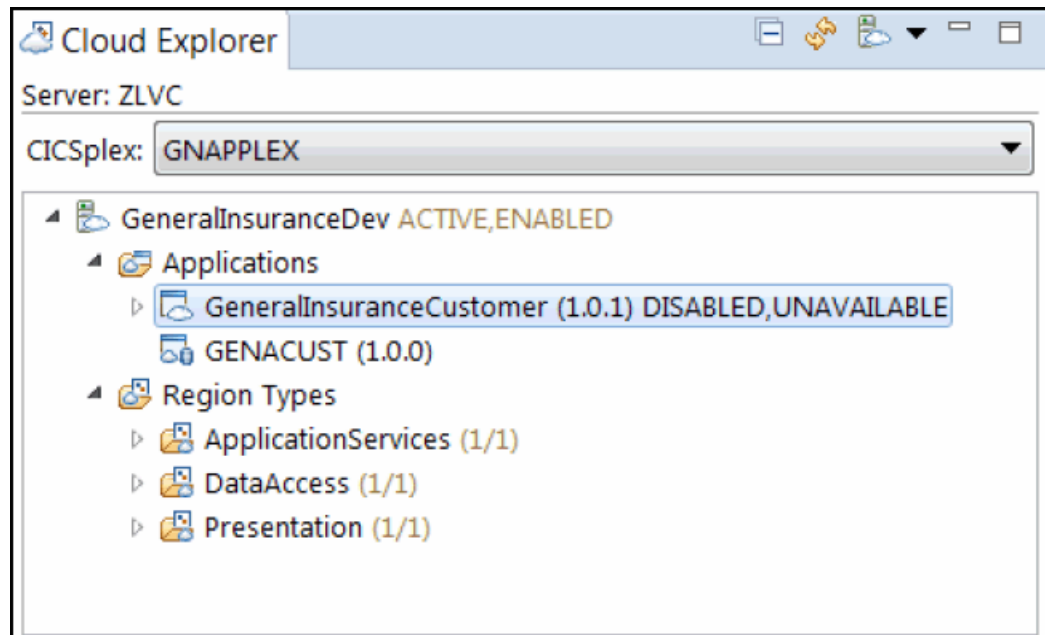 Cloud Explorer
Server: ZLVC
CICSplex: GNAPPLEX
GeneralInsuranceDev ACTIVE,ENABLED
Applications
GeneralInsuranceCustomer (1.0.1) DISABLED,UNAVAILABLE
GENACUST (1.0.0)
Region Types
ApplicationServices (1/1)
DataAccess (1/1)
Presentation (1/1)